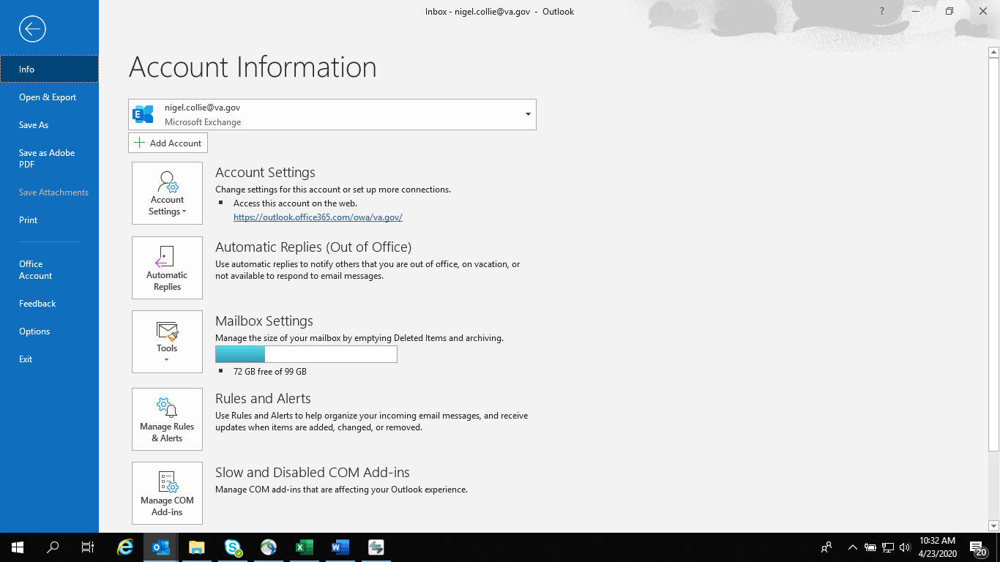 Inbox - nigel.collie@va.gov - Outlook
?
Info
Open & Export
Save As
Save as Adobe
PDF
Save Attachments
Print
Office
Account
Feedback
Options
Exit
Account Information
E
nigel.collie@va.gov
Microsoft Exchange
Add Account
Account
Settings
Account Settings
Change settings for this account or set up more connections.
Access this account on the web.
https://outlook.office365.com/owa/va.gov/
Automatic
Replies
Automatic Replies (Out of Office)
Use automatic replies to notify others that you are out of office, on vacation, or
not available to respond to email messages.
Tools
Mailbox Settings
Manage the size of your mailbox by emptying Deleted Items and archiving.
72 GB free of 99 GB
Manage Rules
& Alerts
Rules and Alerts
Use Rules and Alerts to help organize your incoming email messages, and receive
updates when items are added, changed, or removed.
Manage COM
Add-ins
Slow and Disabled COM Add-ins
Manage COM add-ins that are affecting your Outlook experience.
10:32 AM
4/23/2020
20